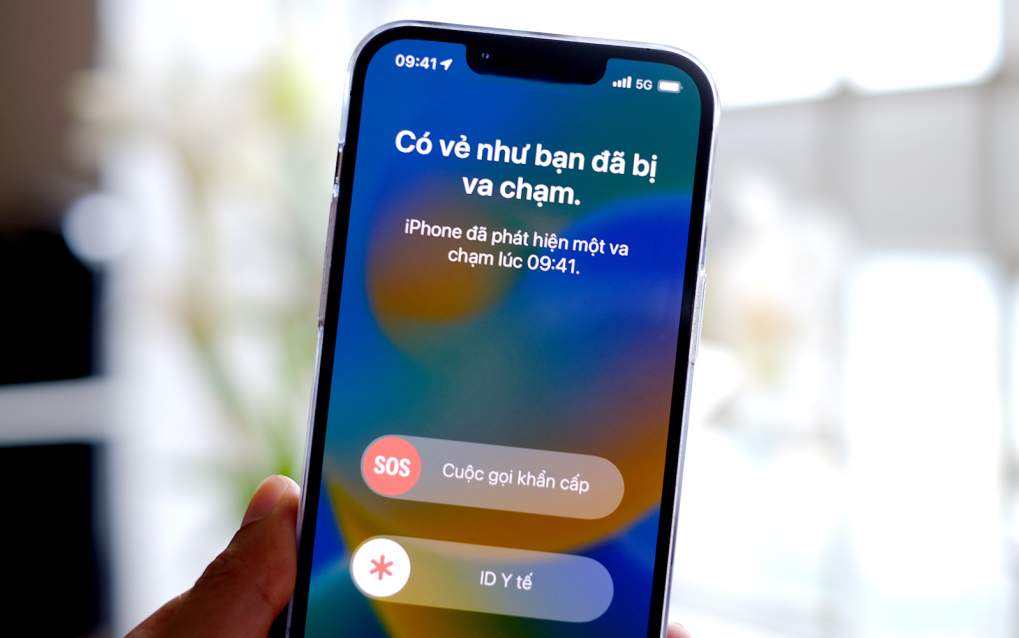 09:41
5G
Có vẻ như bạn đã bị
va chạm.
iPhone đã phát hiện một va
chạm lúc 09:41.
SOS Cuộc gọi khẩn cấp
ID Y tế